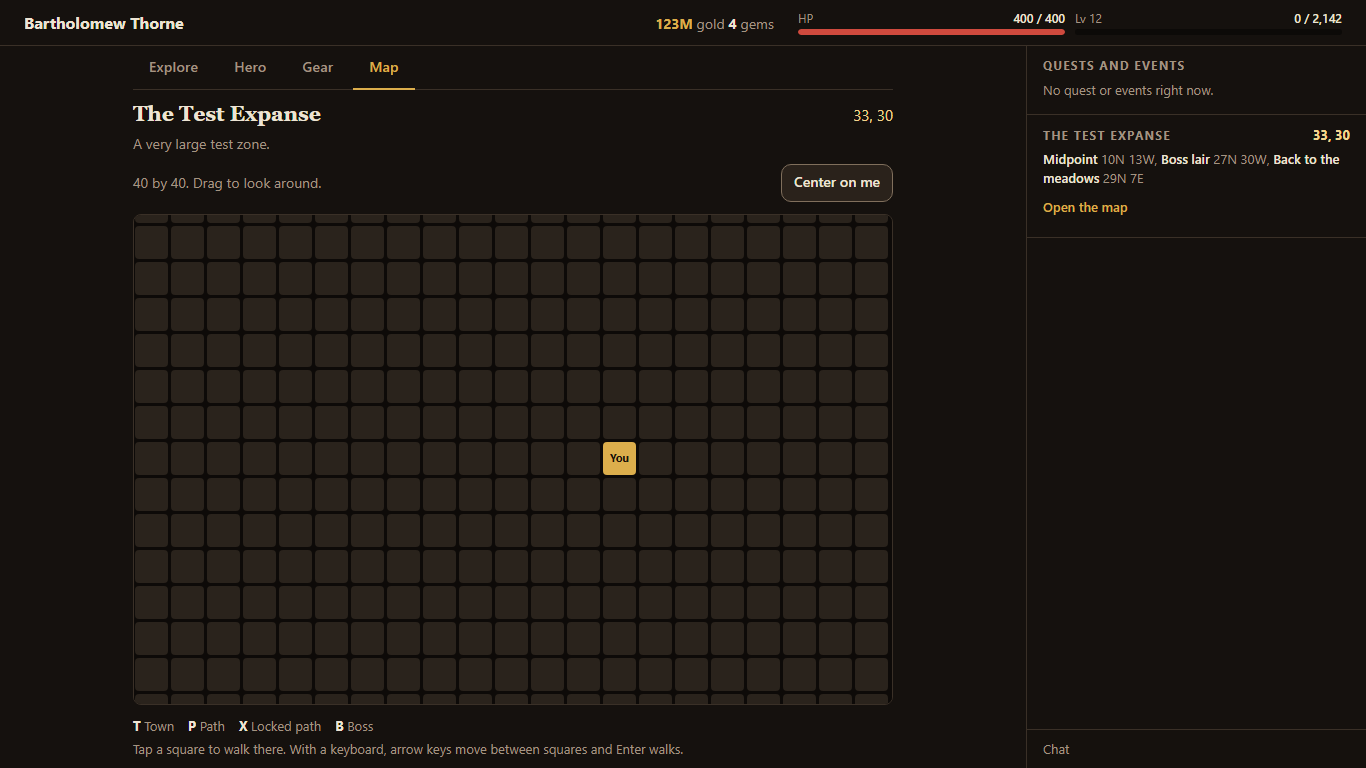 Bartholomew Thorne
123M gold 4 gems
HP 400 / 400
Lv 12 0 / 2,142
Explore Hero Gear Map
The Test Expanse 33, 30
A very large test zone.
40 by 40. Drag to look around.
Center on me
You
T Town P Path X Locked path B Boss
Tap a square to walk there. With a keyboard, arrow keys move between squares and Enter walks.
QUESTS AND EVENTS
No quest or events right now.
THE TEST EXPANSE 33, 30
Midpoint 10N 13W, Boss lair 27N 30W, Back to the
meadows 29N 7E
Open the map
Chat